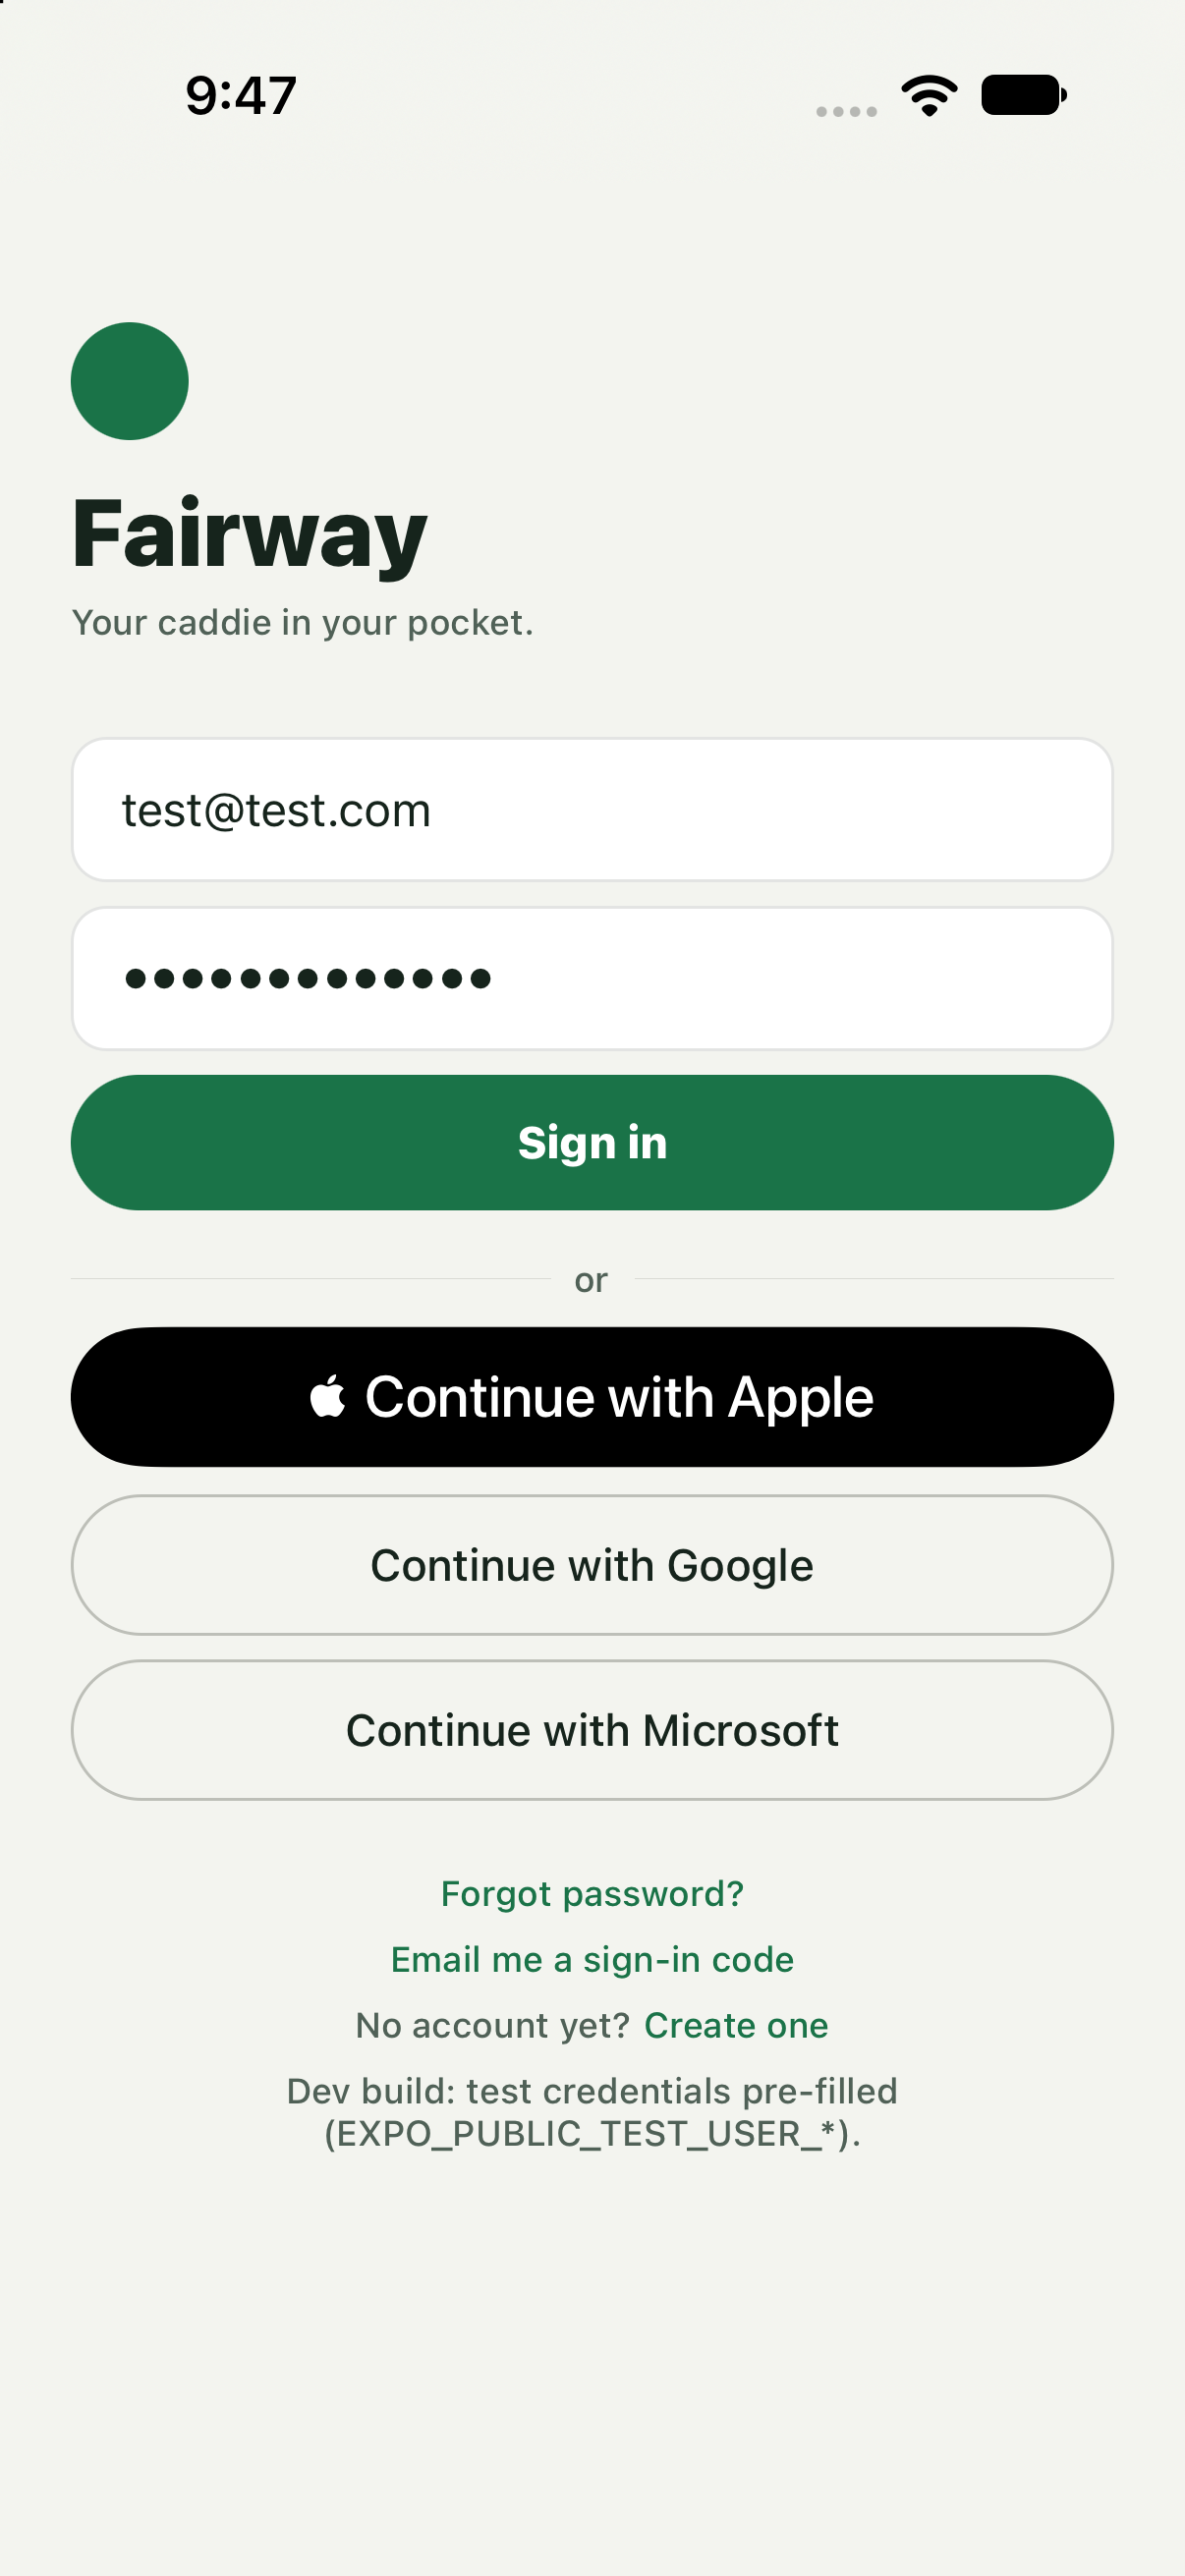 9:47
Fairway
Your caddie in your pocket.
test@test.com
•••••••••••••
Sign in
or
Continue with Apple
Continue with Google
Continue with Microsoft
Forgot password?
Email me a sign-in code
No account yet? Create one
Dev build: test credentials pre-filled
(EXPO_PUBLIC_TEST_USER_*).